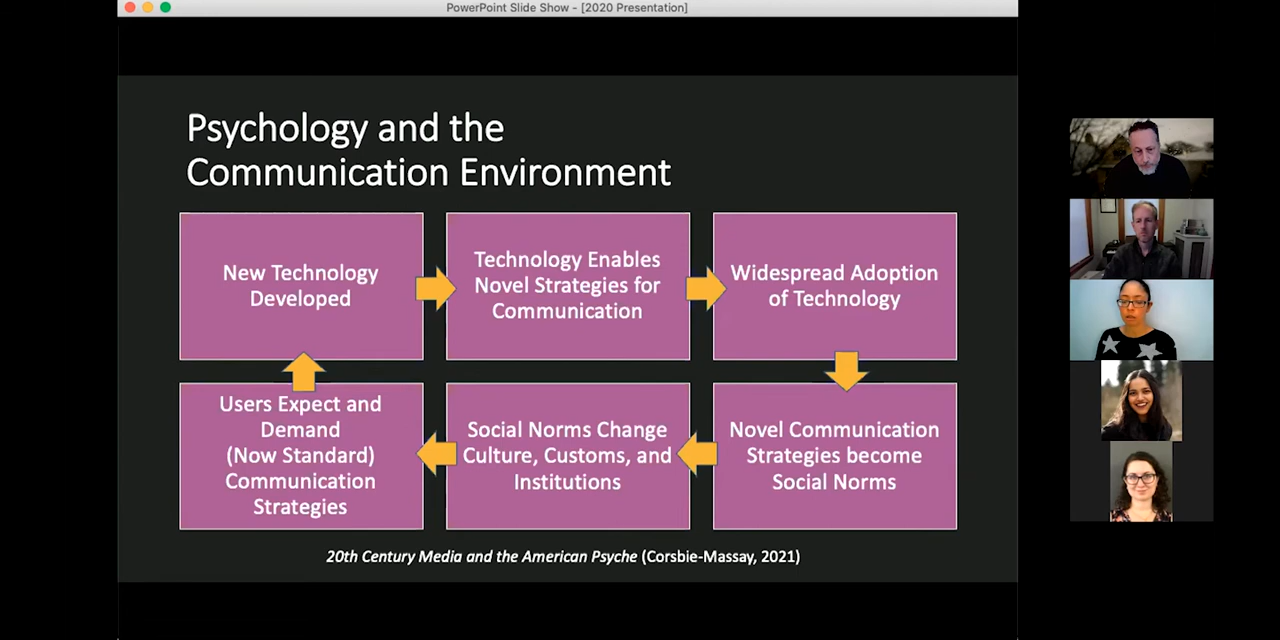 PowerPoint Slide Show - [2020 Presentation]
Psychology and the
Communication Environment
New Technology
Developed
Technology Enables
Novel Strategies for
Communication
Widespread Adoption
of Technology
Novel Communication
Strategies become
Social Norms
Social Norms Change
Culture, Customs, and
Institutions
Users Expect and
Demand
(Now Standard)
Communication
Strategies
20th Century Media and the American Psyche (Corsbie-Massay, 2021)